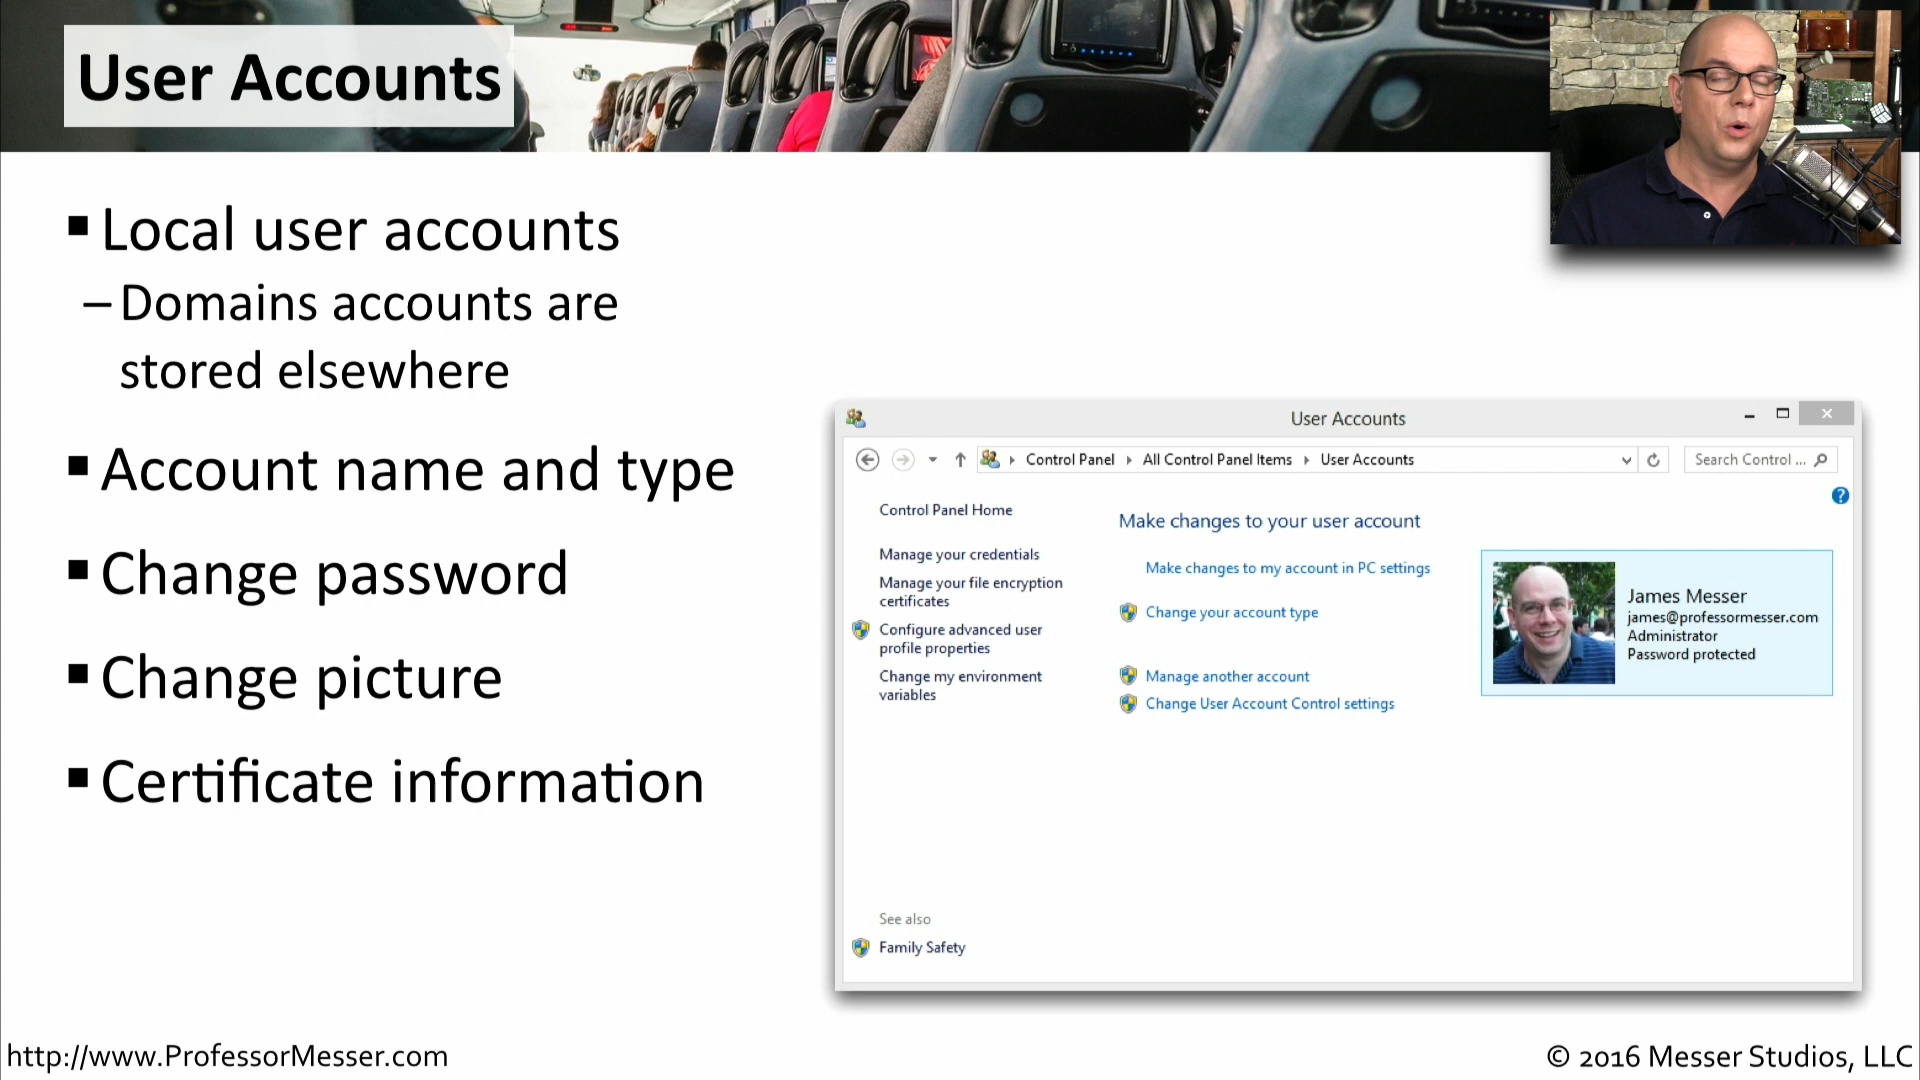 User Accounts
▪ Local user accounts
– Domains accounts are
stored elsewhere
▪ Account name and type
▪ Change password
▪ Change picture
▪ Certificate information
User Accounts
Control Panel
All Control Panel Items
User Accounts
Search Control ...
Control Panel Home
Manage your credentials
Manage your file encryption
certificates
Configure advanced user
profile properties
Change my environment
variables
See also
Family Safety
Make changes to your user account
Make changes to my account in PC settings
Change your account type
Manage another account
Change User Account Control settings
James Messer
james@professormesser.com
Administrator
Password protected
http://www.ProfessorMesser.com
© 2016 Messer Studios, LLC